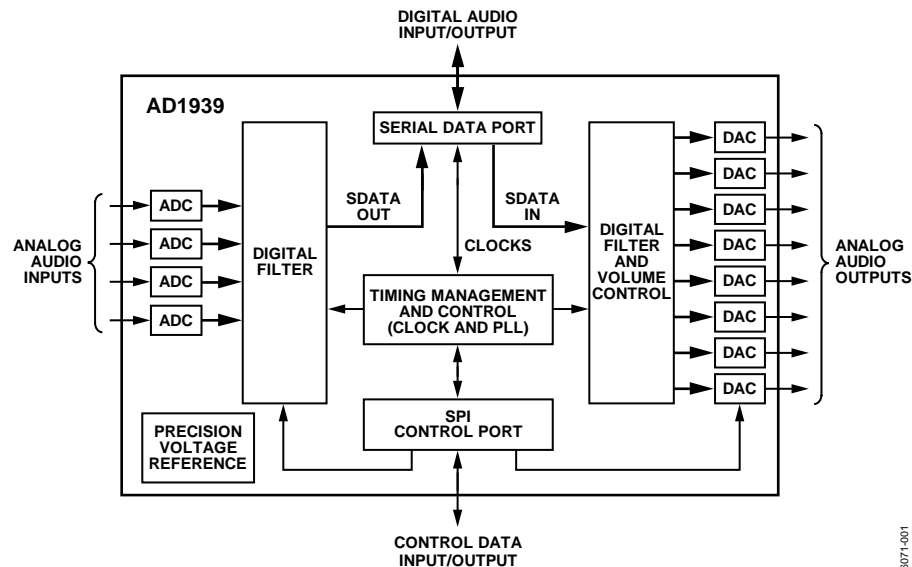 DIGITAL AUDIO
INPUT/OUTPUT
AD1939
SERIAL DATA PORT
SDATA
OUT
SDATA
IN
CLOCKS
ANALOG
AUDIO
INPUTS
ADC
ADC
ADC
ADC
DIGITAL
FILTER
TIMING MANAGEMENT
AND CONTROL
(CLOCK AND PLL)
DIGITAL
FILTER
AND
VOLUME
CONTROL
DAC
DAC
DAC
DAC
DAC
DAC
DAC
DAC
ANALOG
AUDIO
OUTPUTS
PRECISION
VOLTAGE
REFERENCE
SPI
CONTROL PORT
CONTROL DATA
INPUT/OUTPUT
6071-001